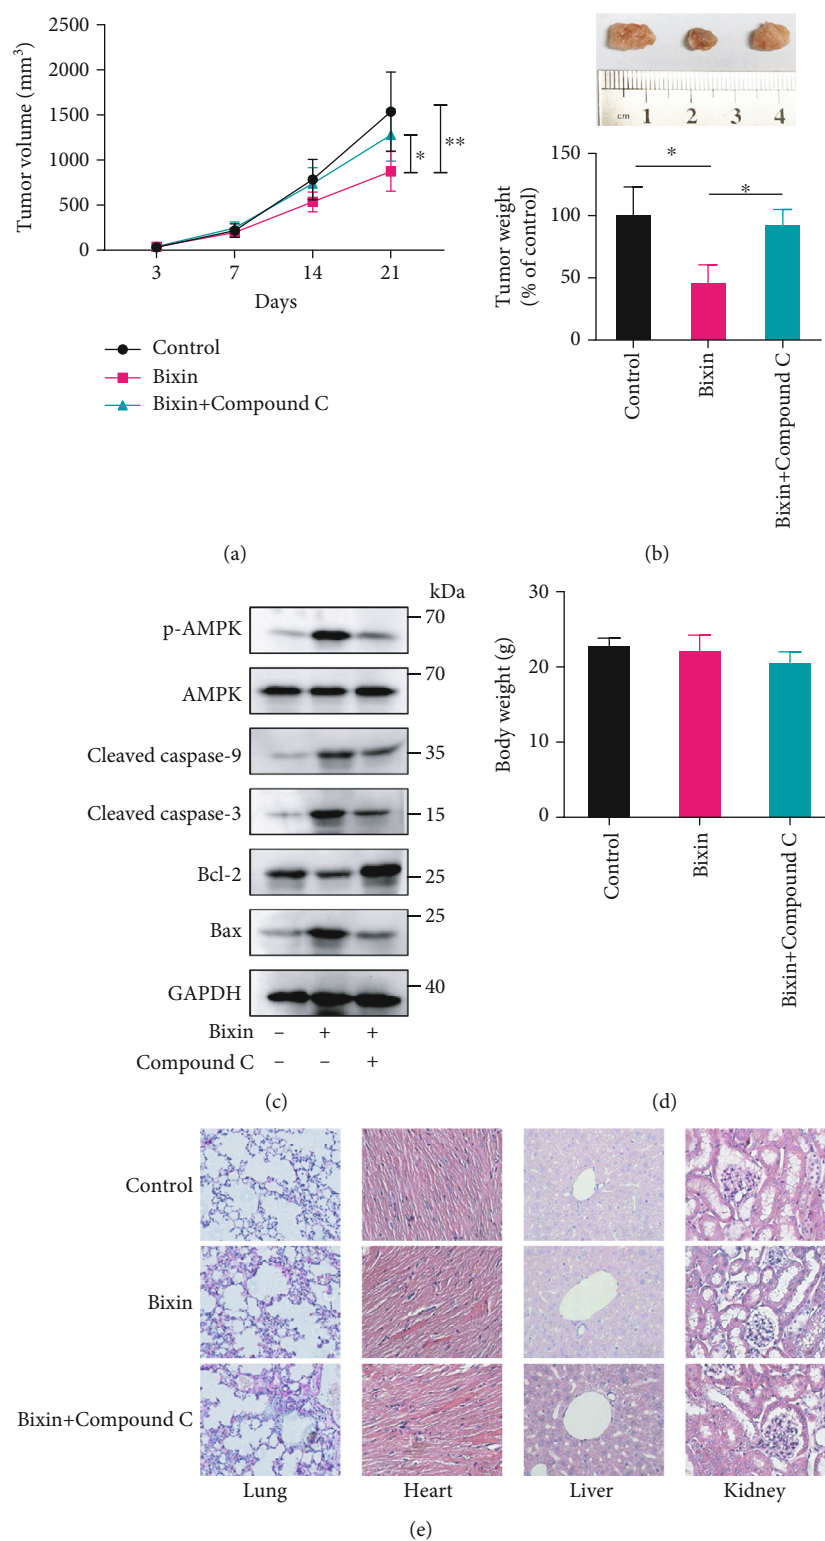 2500
2000
1500
1000
500
0
Tumor volume (mm³)
**
*
3 7 14 21
Days
Control
Bixin
Bixin+Compound C
(a)
cm 1 2 3 4
150
100
50
0
Tumor weight
(% of control)
*
*
Control
Bixin
Bixin+Compound C
(b)
kDa
p-AMPK 70
AMPK 70
Cleaved caspase-9 35
Cleaved caspase-3 15
Bcl-2 25
Bax 25
GAPDH 40
Bixin – + +
Compound C – – +
(c)
30
20
10
0
Body weight (g)
Control
Bixin
Bixin+Compound C
(d)
Control
Bixin
Bixin+Compound C
Lung Heart Liver Kidney
(e)